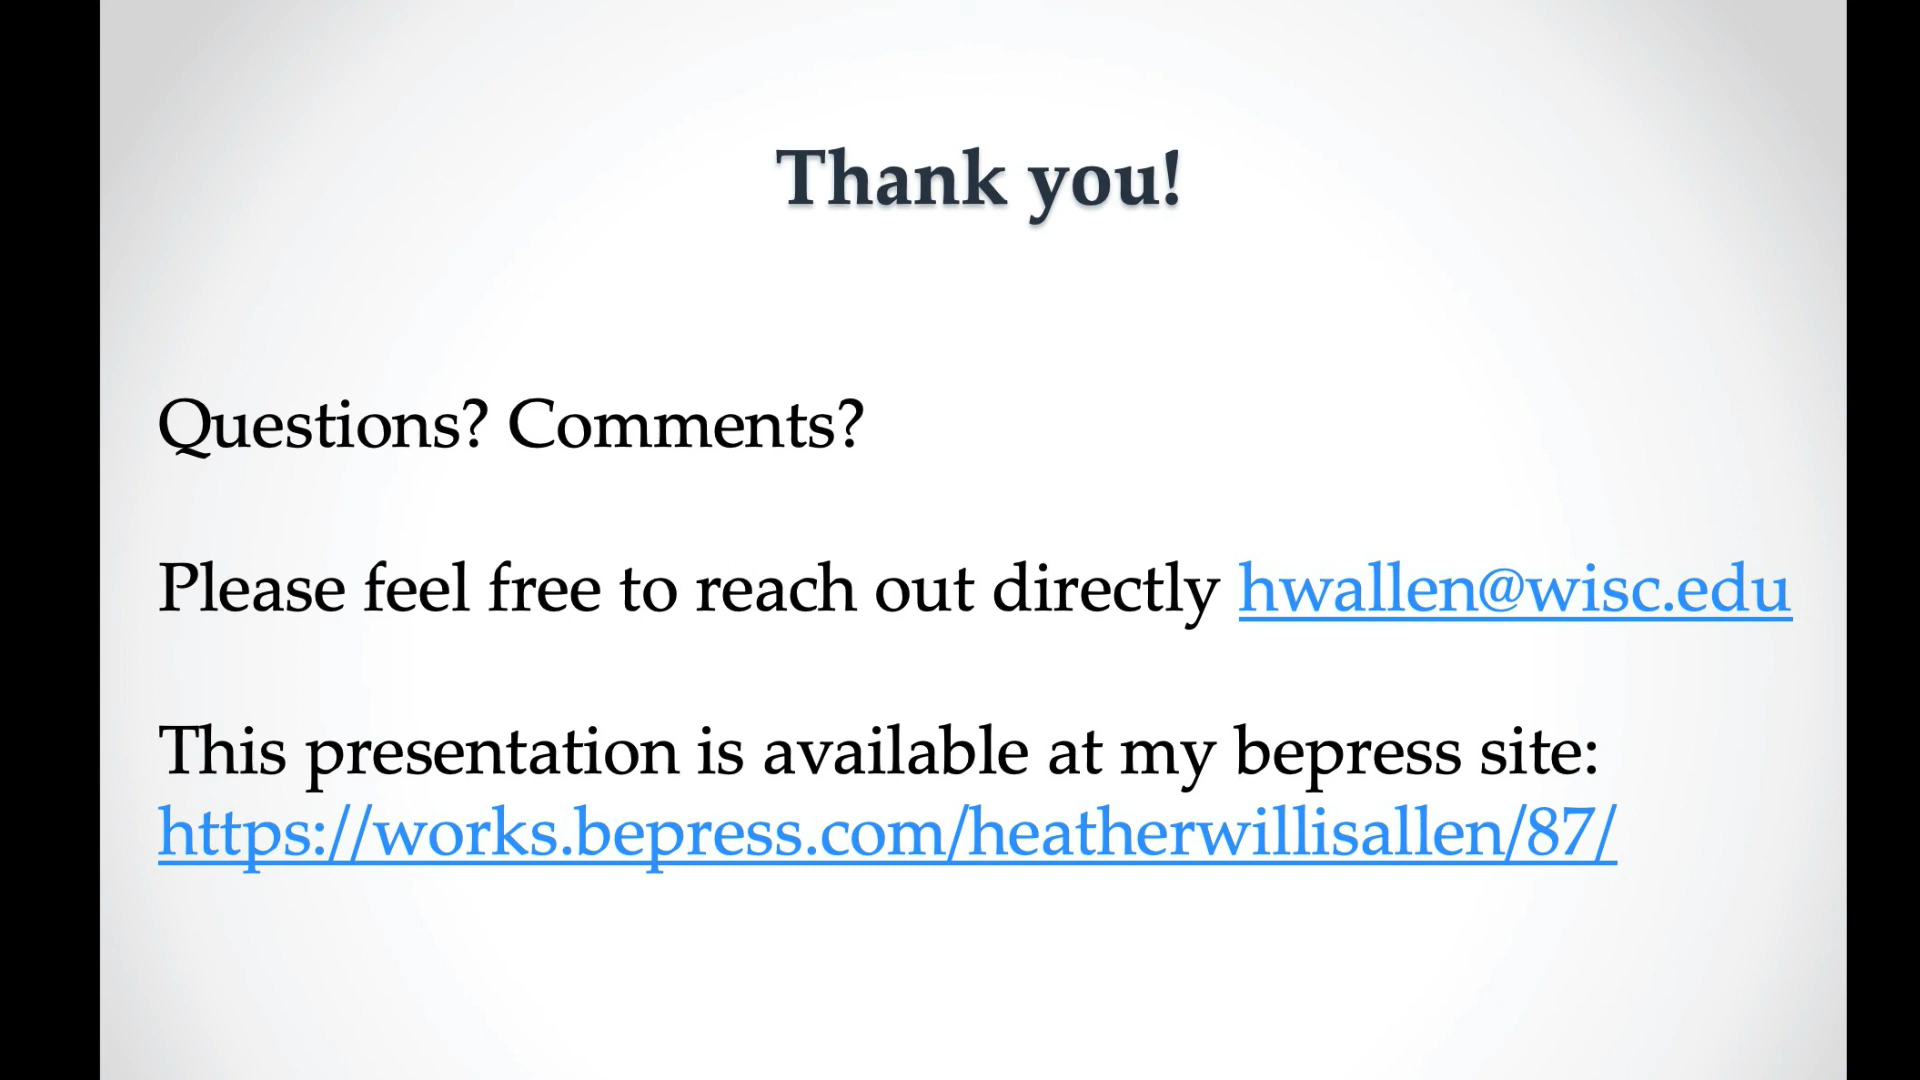 Thank you!
Questions? Comments?
Please feel free to reach out directly hwallen@wisc.edu
This presentation is available at my bepress site:
https://works.bepress.com/heatherwillisallen/87/